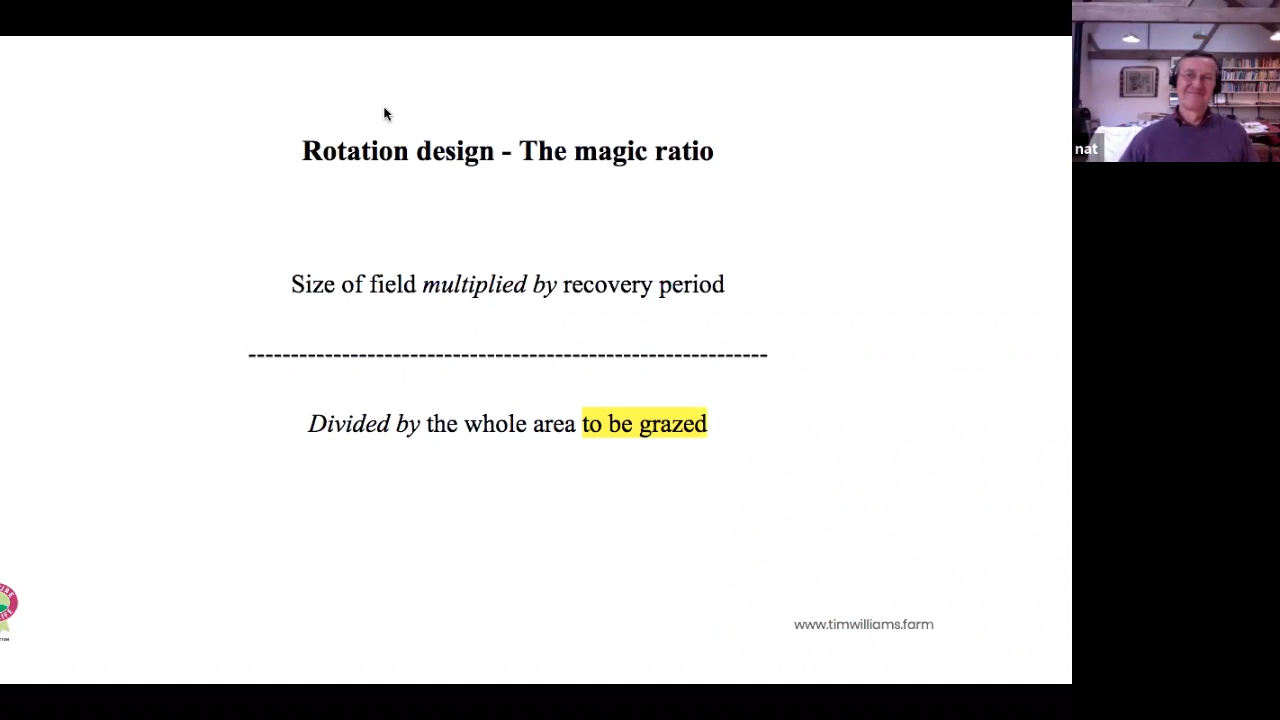 Rotation design - The magic ratio
Size of field multiplied by recovery period
-------------------------------------------------------------
Divided by the whole area to be grazed
www.timwilliams.farm
nat